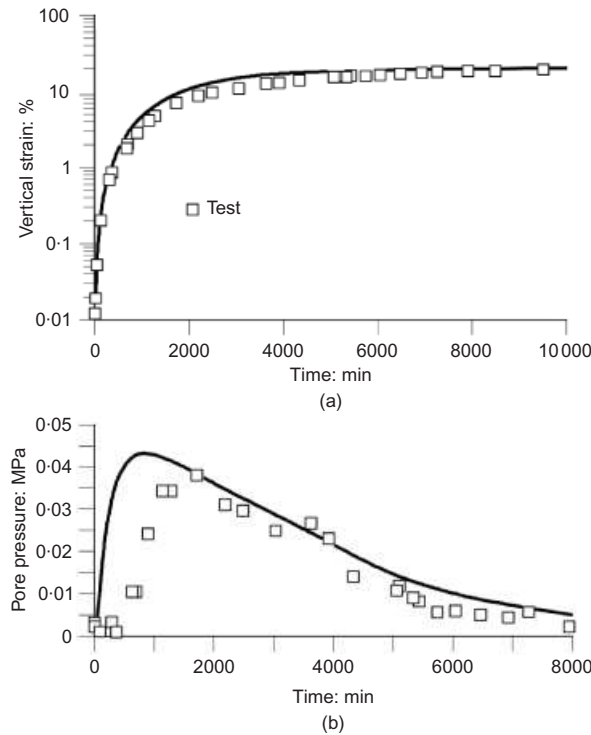 100
10
1
0·1
0·01
Vertical strain: %
Test
0 2000 4000 6000 8000 10 000
Time: min
(a)
0·05
0·04
0·03
0·02
0·01
0
Pore pressure: MPa
0 2000 4000 6000 8000
Time: min
(b)